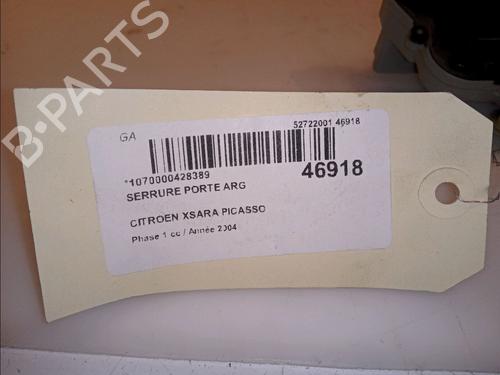 B-PARTS
GA
52722001 46918
*1070000428389
46918
SERRURE PORTE ARG
CITROEN XSARA PICASSO
Phase 1 cc / Année 2004